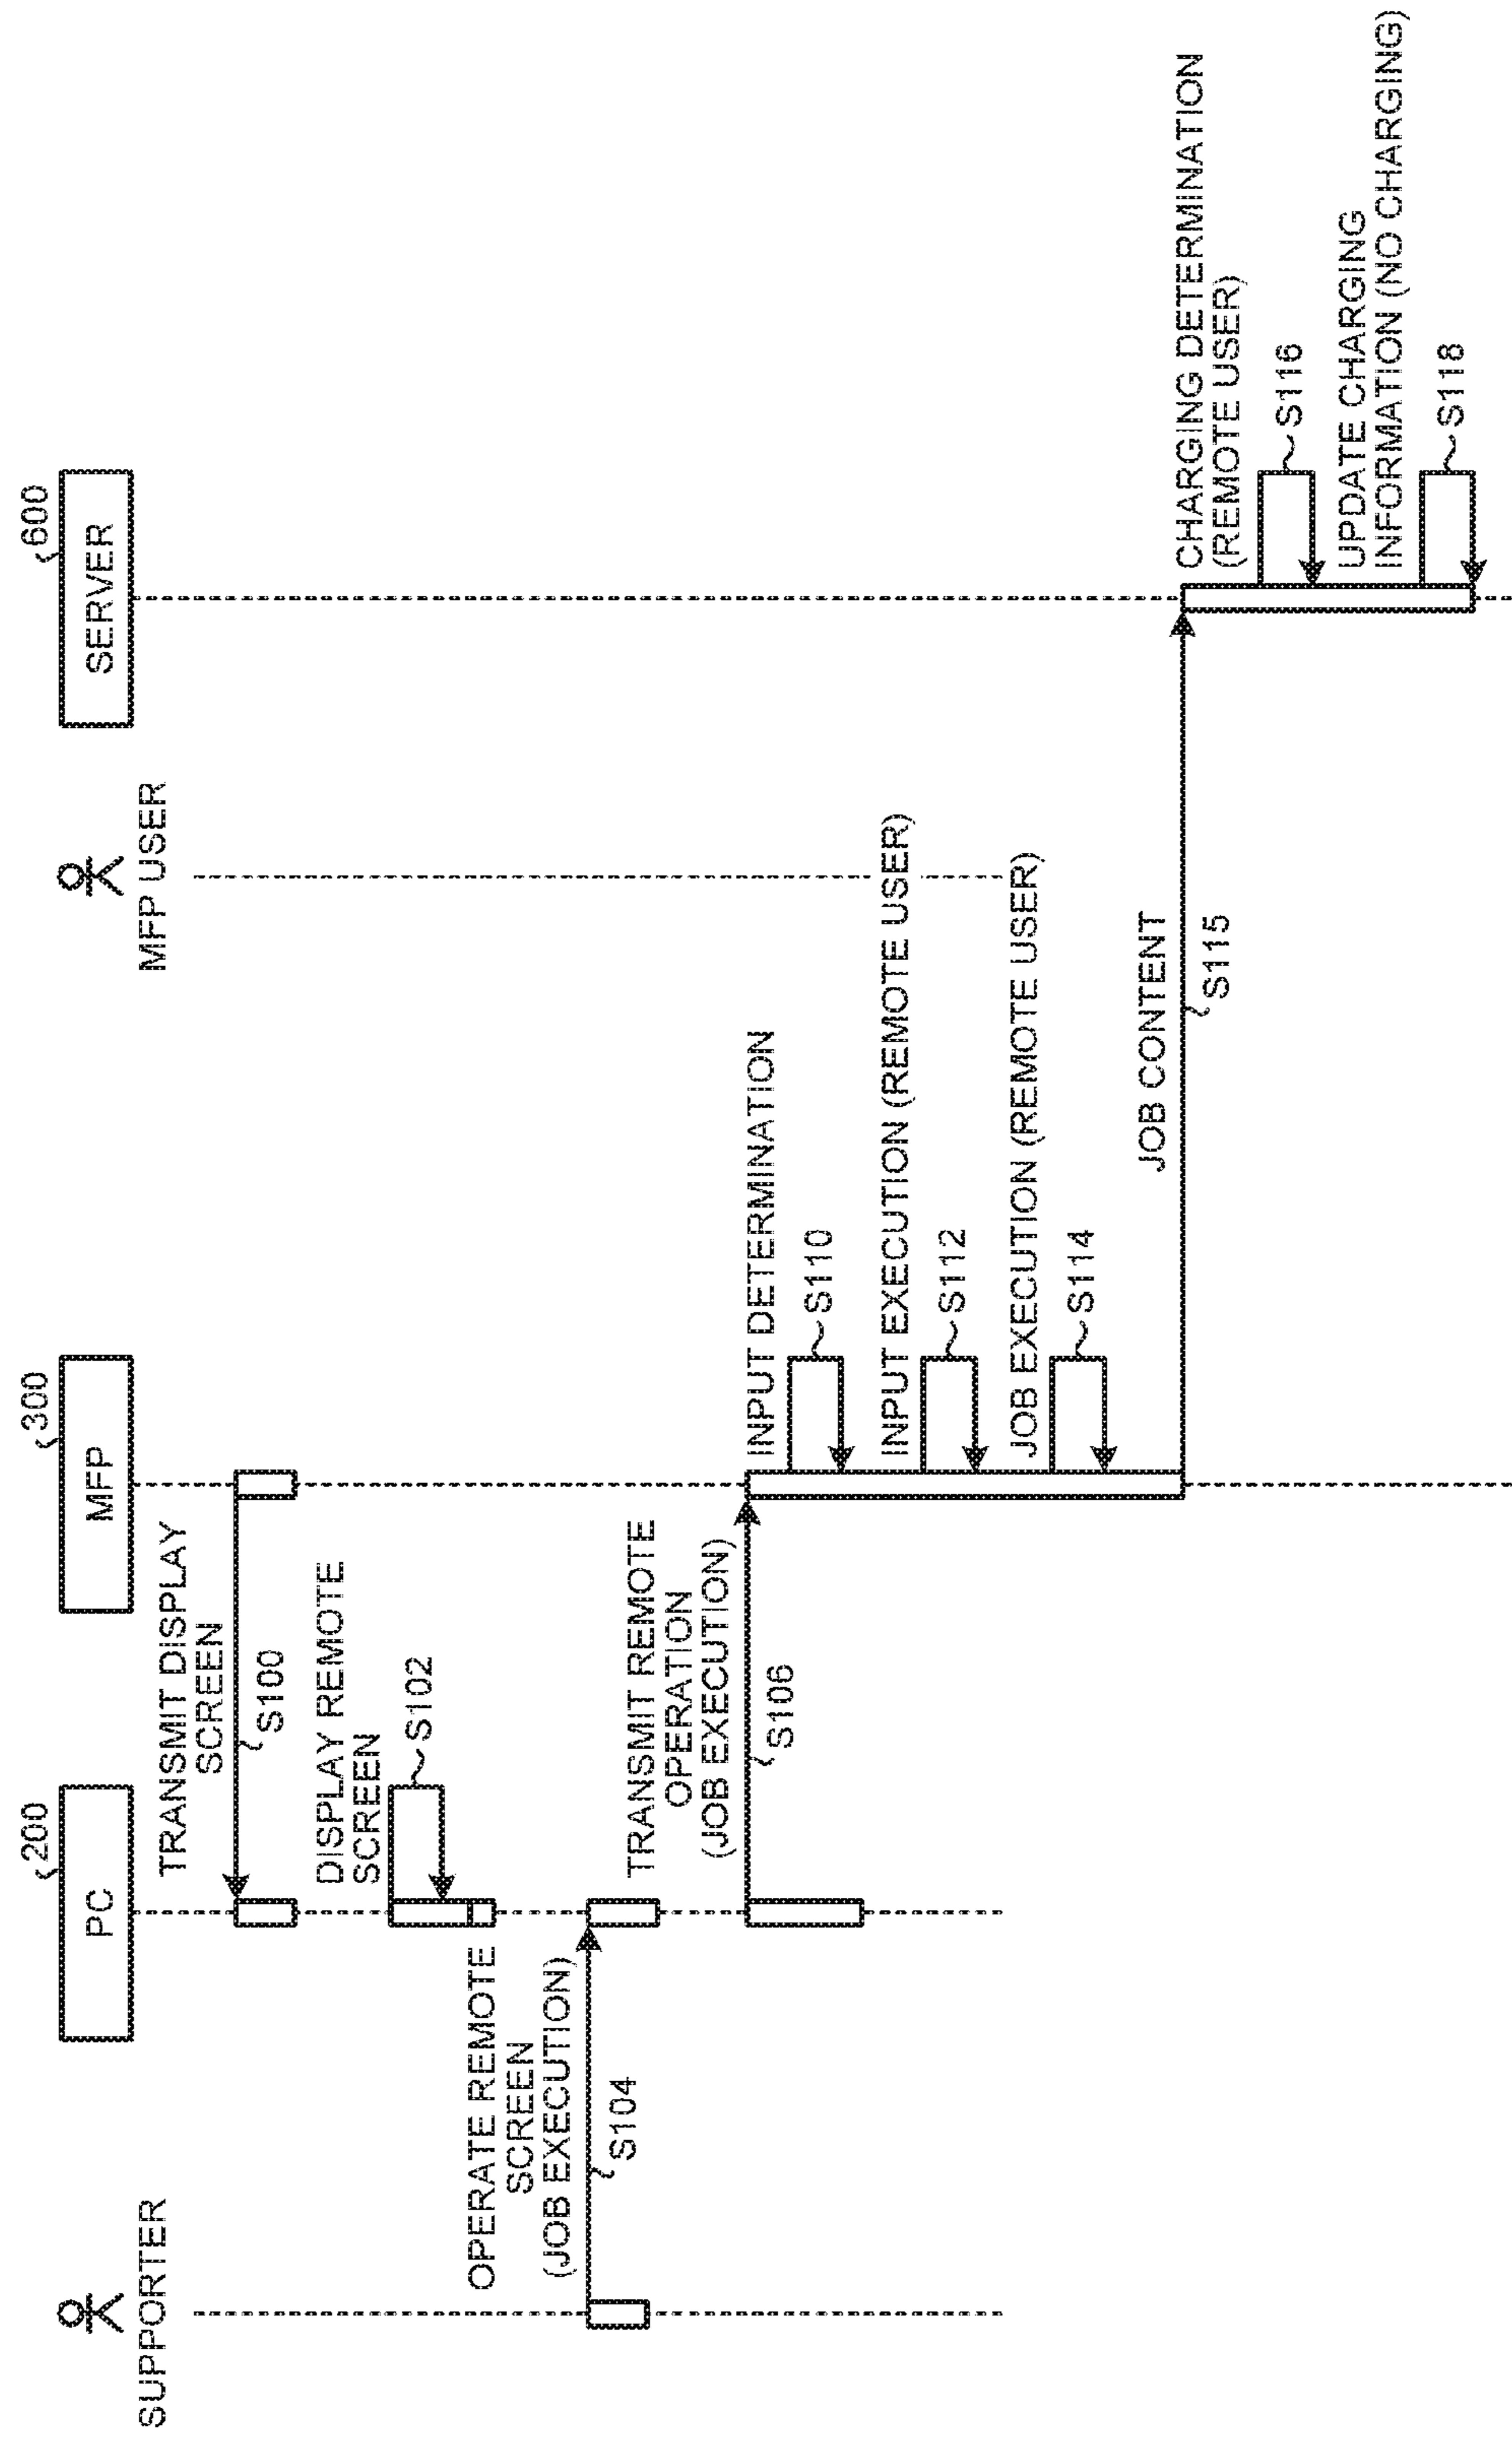 SUPPORTER
200
PC
300
MFP
MFP USER
600
SERVER
TRANSMIT DISPLAY
SCREEN
S100
DISPLAY REMOTE
SCREEN
S102
OPERATE REMOTE
SCREEN
(JOB EXECUTION)
S104
TRANSMIT REMOTE
OPERATION
(JOB EXECUTION)
S106
INPUT DETERMINATION
S110
INPUT EXECUTION (REMOTE USER)
S112
JOB EXECUTION (REMOTE USER)
S114
JOB CONTENT
S115
CHARGING DETERMINATION
(REMOTE USER)
S116
UPDATE CHARGING
INFORMATION (NO CHARGING)
S118